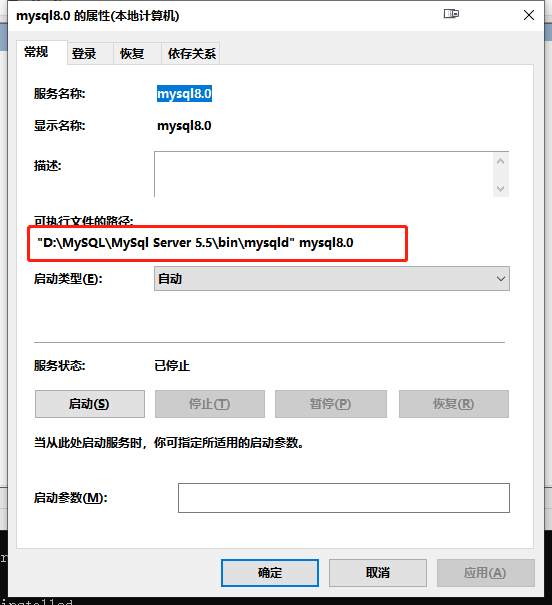 mysql8.0 的属性(本地计算机)
常规 登录 恢复 依存关系
服务名称: mysql8.0
显示名称: mysql8.0
描述:
可执行文件的路径:
"D:\MySQL\MySql Server 5.5\bin\mysqld" mysql8.0
启动类型(E): 自动
服务状态: 已停止
启动(S) 停止(T) 暂停(P) 恢复(R)
当从此处启动服务时，你可指定所适用的启动参数。
启动参数(M):
确定 取消 应用(A)